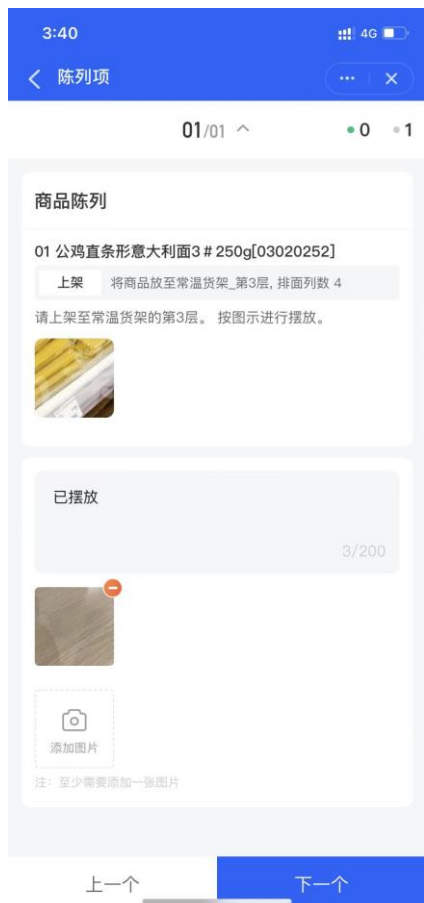 3:40
4G
陈列项
01/01
0 1
商品陈列
01 公鸡直条形意大利面3 # 250g[03020252]
上架 将商品放至常温货架_第3层, 排面列数 4
请上架至常温货架的第3层。 按图示进行摆放。
已摆放
3/200
添加图片
注: 至少需要添加一张图片
上一个
下一个